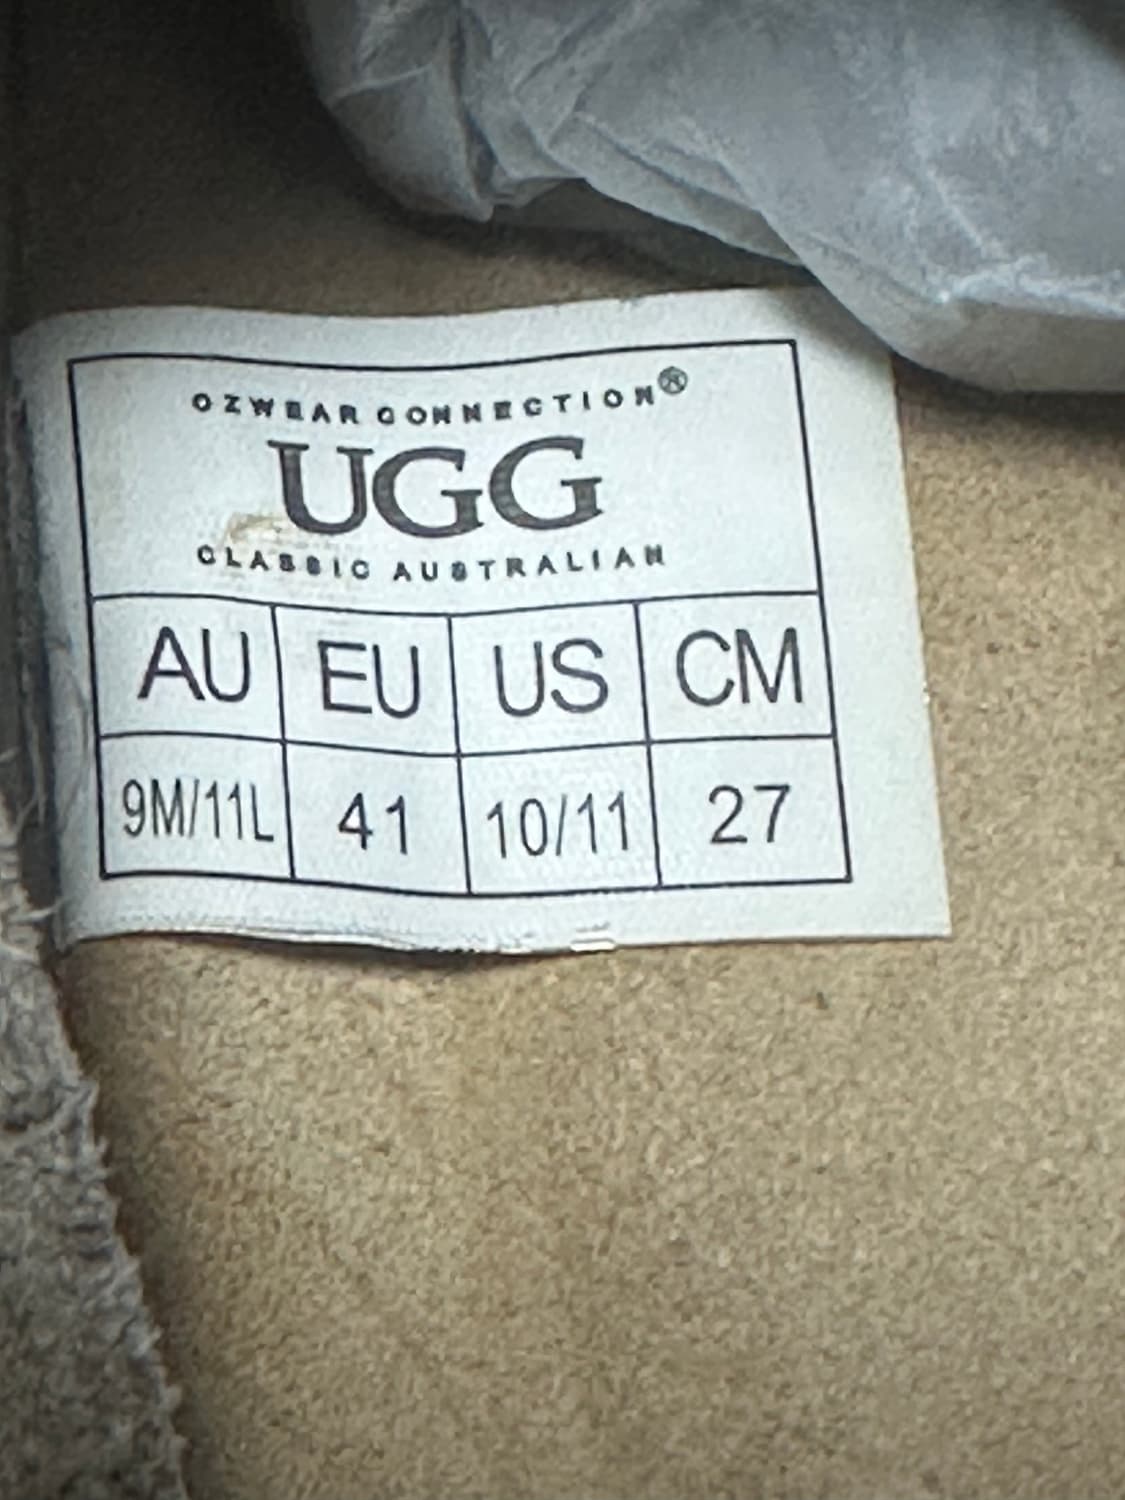 OZWEAR CONNECTION®
UGG
CLASSIC AUSTRALIAN
AU EU US CM
9M/11L 41 10/11 27